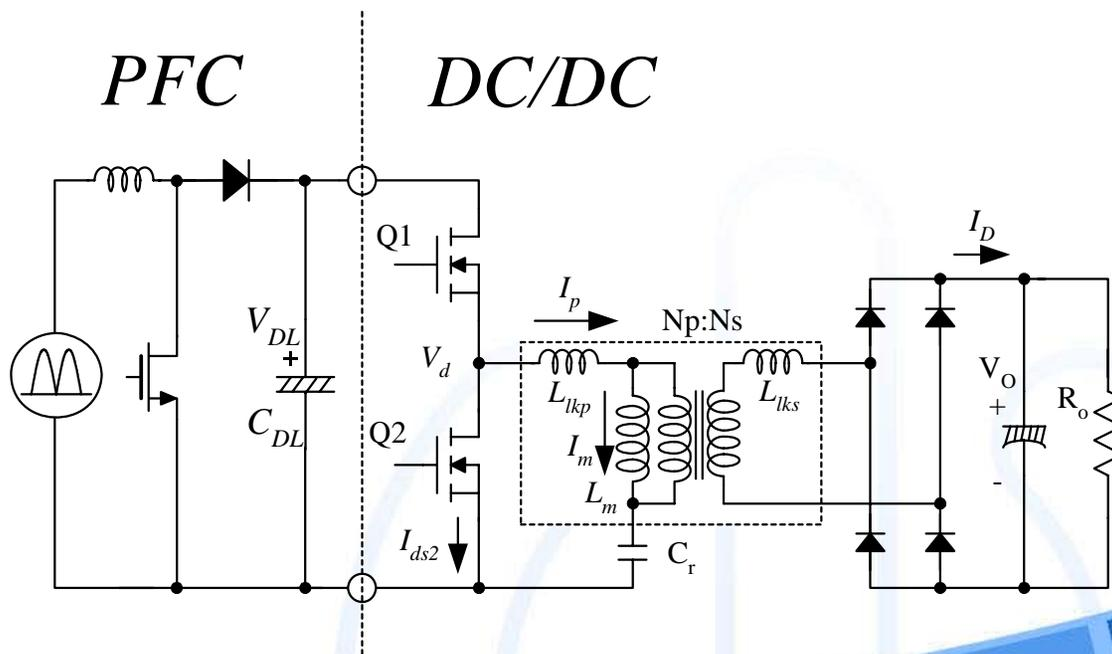 PFC
DC/DC
Q1
I_D
I_p
Np:Ns
V_DL
+
V_d
L_lkp
L_lks
V_O
+
R_o
C_DL
Q2
I_m
L_m
-
I_ds2
C_r